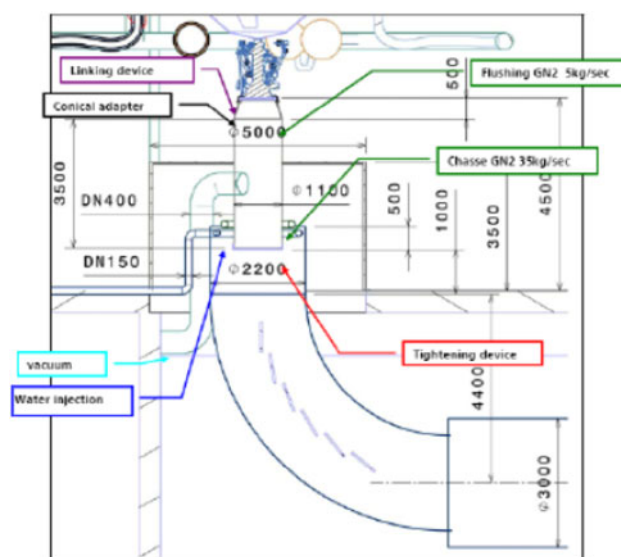 Linking device
Flushing GN2 5kg/sec
500
Conical adapter
Φ5000
Chasse GN2 35kg/sec
3500
DN400
Φ1100
500
1000
3500
4500
DN150
Φ2200
vacuum
Tightening device
Water injection
4400
Φ3000